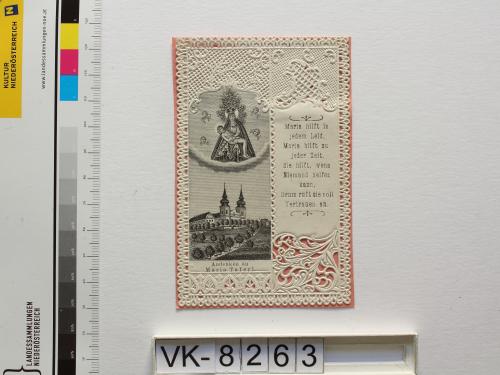 KULTUR
NIEDERÖSTERREICH
www.landessammlungen-noe.at
LANDESSAMMLUNGEN
NIEDERÖSTERREICH
Maria hilft in
jedem Leid,
Maria hilft zu
jeder Zeit,
Sie hilft, wenn
Niemand helfen
kann,
Drum ruft sie voll
Vertrauen an.
Andenken an
Maria Taferl.
VK-8263